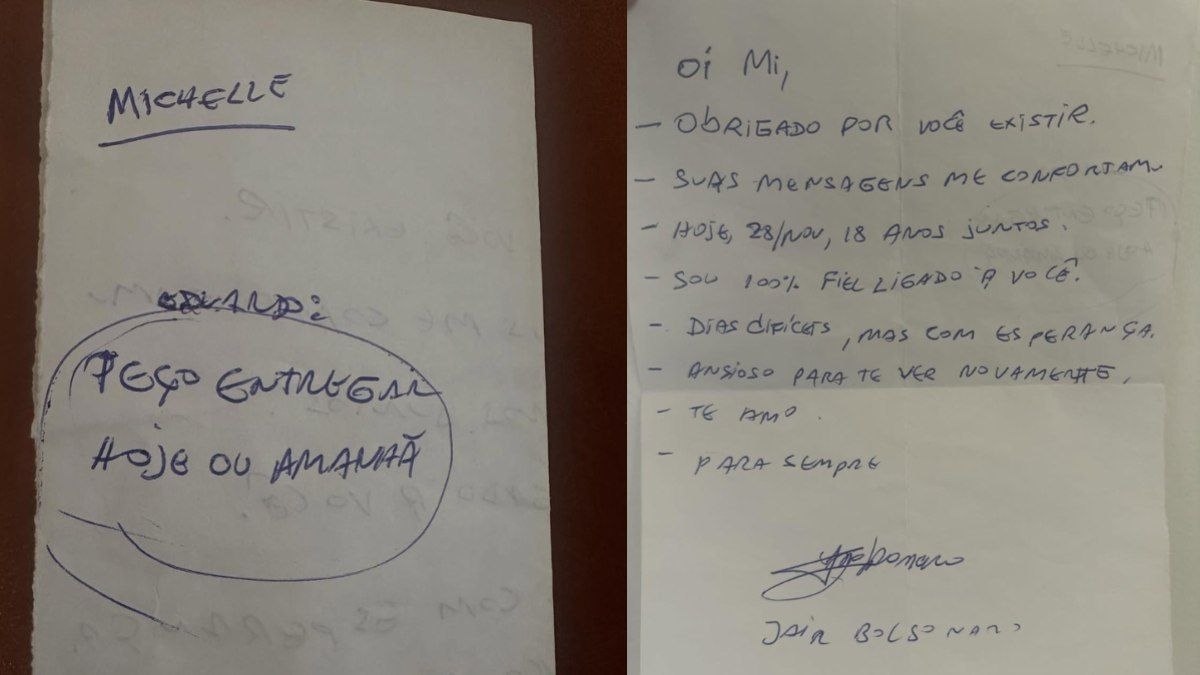 MICHELLE
EDUARDO:
PEÇO ENTREGAR
HOJE OU AMANHÃ
Oi Mi,
- OBRIGADO POR VOCÊ EXISTIR.
- SUAS MENSAGENS ME CONFORTAM.
- HOJE, 28/NOV, 18 ANOS JUNTOS.
- SOU 100% FIEL LIGADO À VOCÊ.
- DIAS DIFÍCEIS, MAS COM ESPERANÇA.
- ANSIOSO PARA TE VER NOVAMENTE,
- TE AMO.
- PARA SEMPRE
JAIR BOLSONARO